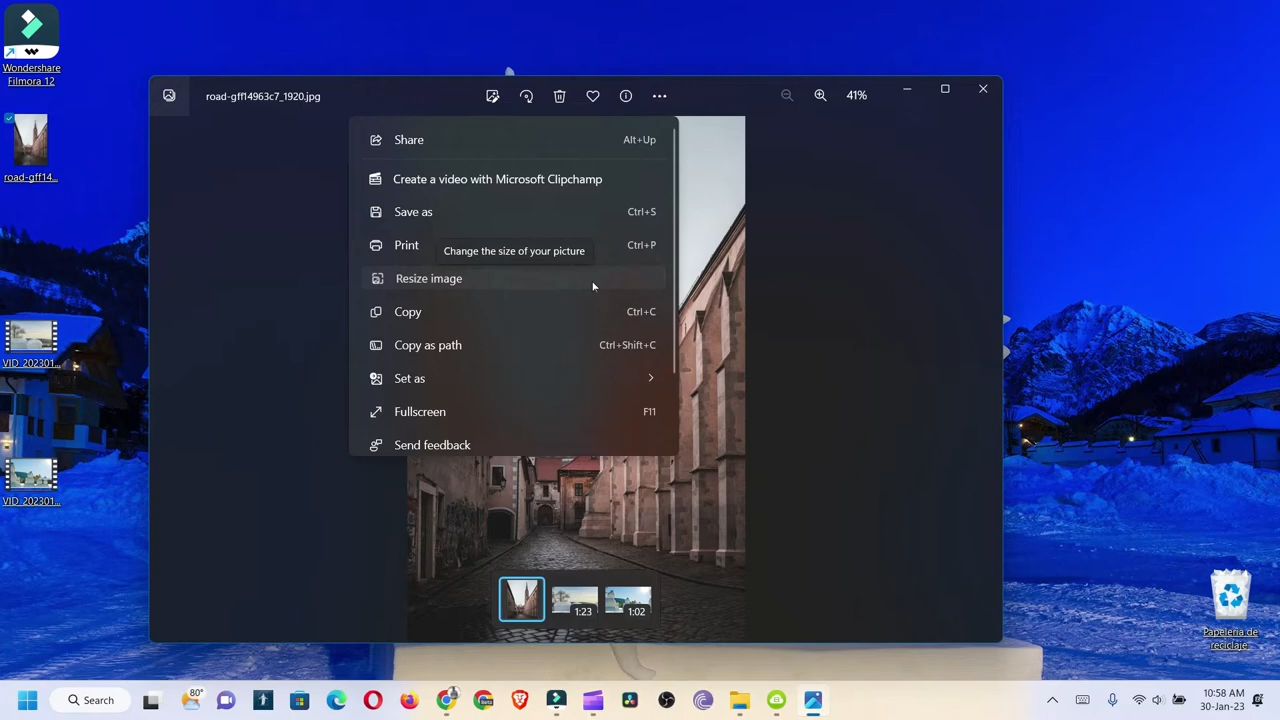 Wondershare
Filmora 12
road-gff14...
VID_202301...
VID_202301...
road-gff14963c7_1920.jpg
41%
Share Alt+Up
Create a video with Microsoft Clipchamp
Save as Ctrl+S
Print Ctrl+P
Change the size of your picture
Resize image
Copy Ctrl+C
Copy as path Ctrl+Shift+C
Set as
Fullscreen F11
Send feedback
1:23 1:02
Papelería de
reciclaje
Search
80°
10:58 AM
30-Jan-23